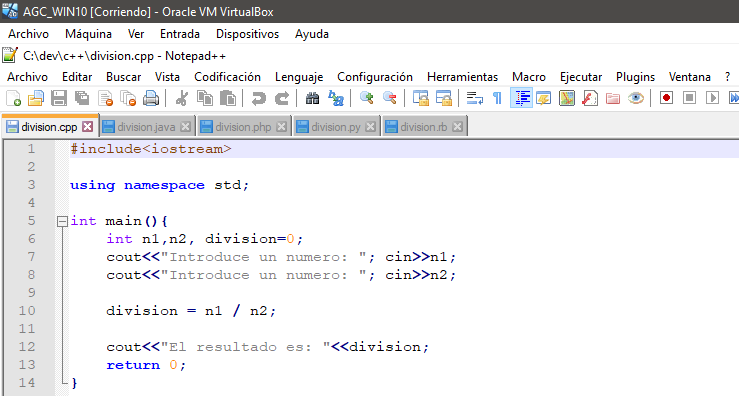 AGC_WIN10 [Corriendo] - Oracle VM VirtualBox
Archivo Máquina Ver Entrada Dispositivos Ayuda
C:\dev\c++\division.cpp - Notepad++
Archivo Editar Buscar Vista Codificación Lenguaje Configuración Herramientas Macro Ejecutar Plugins Ventana ?
division.cpp division.java division.php division.py division.rb
1 #include<iostream>
2
3 using namespace std;
4
5 int main(){
6 int n1,n2, division=0;
7 cout<<"Introduce un numero: "; cin>>n1;
8 cout<<"Introduce un numero: "; cin>>n2;
9
10 division = n1 / n2;
11
12 cout<<"El resultado es: "<<division;
13 return 0;
14 }